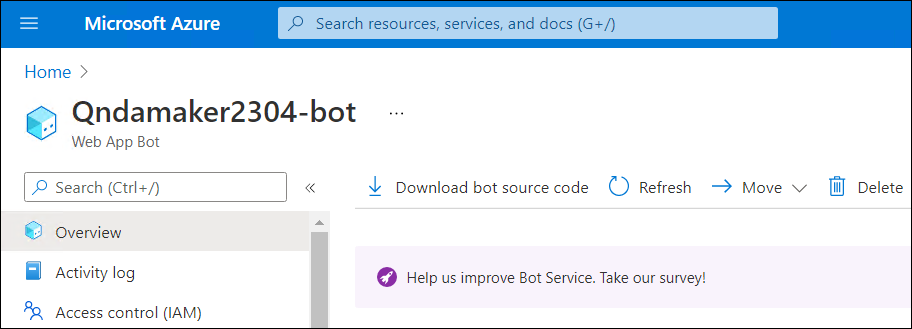 Microsoft Azure
Search resources, services, and docs (G+/)
Home
Qndamaker2304-bot
Web App Bot
Search (Ctrl+/)
Download bot source code
Refresh
Move
Delete
Overview
Activity log
Help us improve Bot Service. Take our survey!
Access control (IAM)